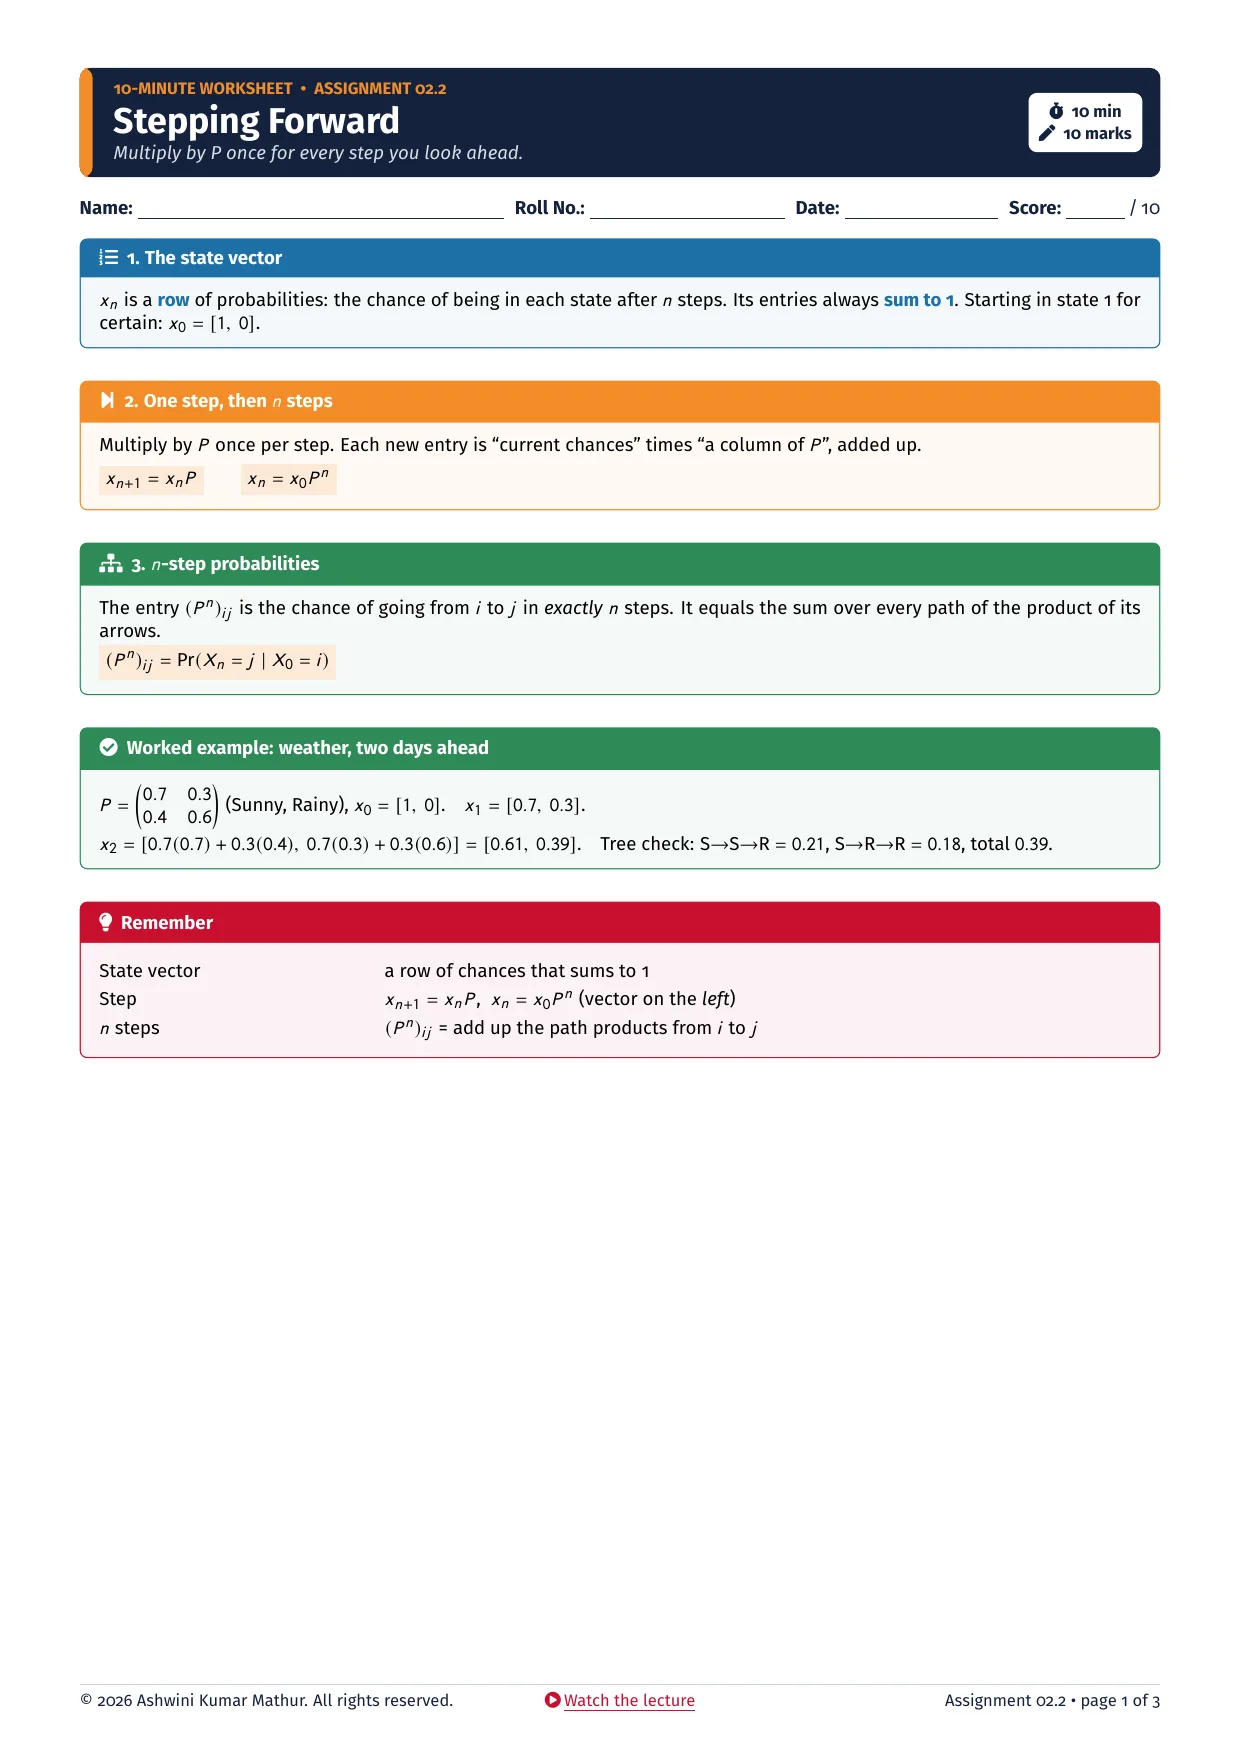 10-MINUTE WORKSHEET • ASSIGNMENT 02.2
Stepping Forward
Multiply by P once for every step you look ahead.
10 min
10 marks
Name: ____ Roll No.: ____ Date: ____ Score: ____ / 10
1. The state vector
xₙ is a row of probabilities: the chance of being in each state after n steps. Its entries always sum to 1. Starting in state 1 for
certain: x₀ = [1, 0].
2. One step, then n steps
Multiply by P once per step. Each new entry is “current chances” times “a column of P”, added up.
xₙ₊₁ = xₙP xₙ = x₀Pⁿ
3. n-step probabilities
The entry (Pⁿ)ᵢⱼ is the chance of going from i to j in exactly n steps. It equals the sum over every path of the product of its
arrows.
(Pⁿ)ᵢⱼ = Pr(Xₙ = j | X₀ = i)
Worked example: weather, two days ahead
P = (0.7 0.3
0.4 0.6) (Sunny, Rainy), x₀ = [1, 0]. x₁ = [0.7, 0.3].
x₂ = [0.7(0.7) + 0.3(0.4), 0.7(0.3) + 0.3(0.6)] = [0.61, 0.39]. Tree check: S→S→R = 0.21, S→R→R = 0.18, total 0.39.
Remember
State vector a row of chances that sums to 1
Step xₙ₊₁ = xₙP, xₙ = x₀Pⁿ (vector on the left)
n steps (Pⁿ)ᵢⱼ = add up the path products from i to j
© 2026 Ashwini Kumar Mathur. All rights reserved. Watch the lecture Assignment 02.2 • page 1 of 3